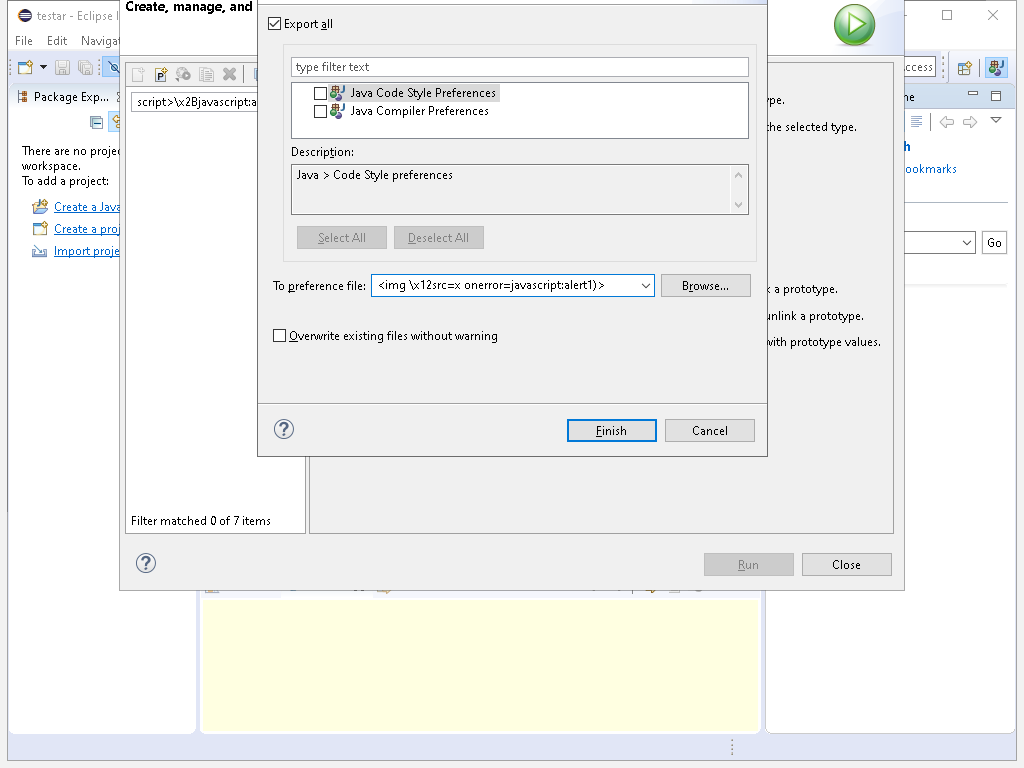 testar - Eclipse I
Create, manage, and
File Edit Navigat
Export all
type filter text
Java Code Style Preferences
Java Compiler Preferences
Description:
Java > Code Style preferences
Select All Deselect All
To preference file: <img \x12src=x onerror=javascript:alert1)> Browse...
Overwrite existing files without warning
Finish Cancel
Package Exp...
script>\x2Bjavascript:a
There are no projec
workspace.
To add a project:
Create a Java
Create a proj
Import proje
Filter matched 0 of 7 items
ype.
he selected type.
k a prototype.
unlink a prototype.
with prototype values.
Run Close
ccess
ne
h
ookmarks
Go